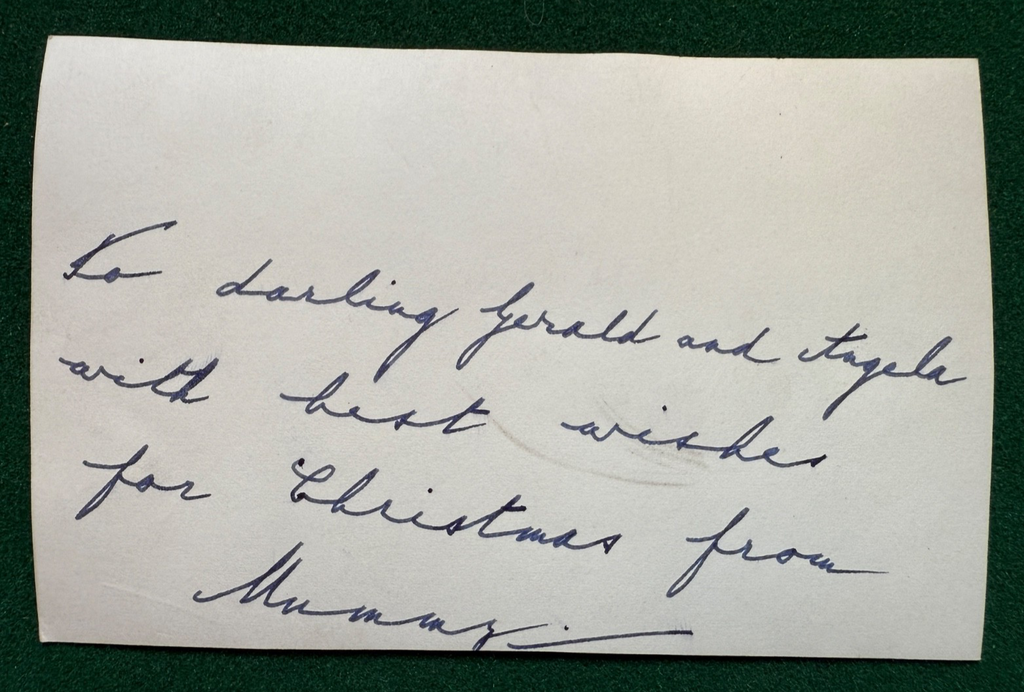 To darling Gerald and Angela
with best wishes
for Christmas from
Mummy.